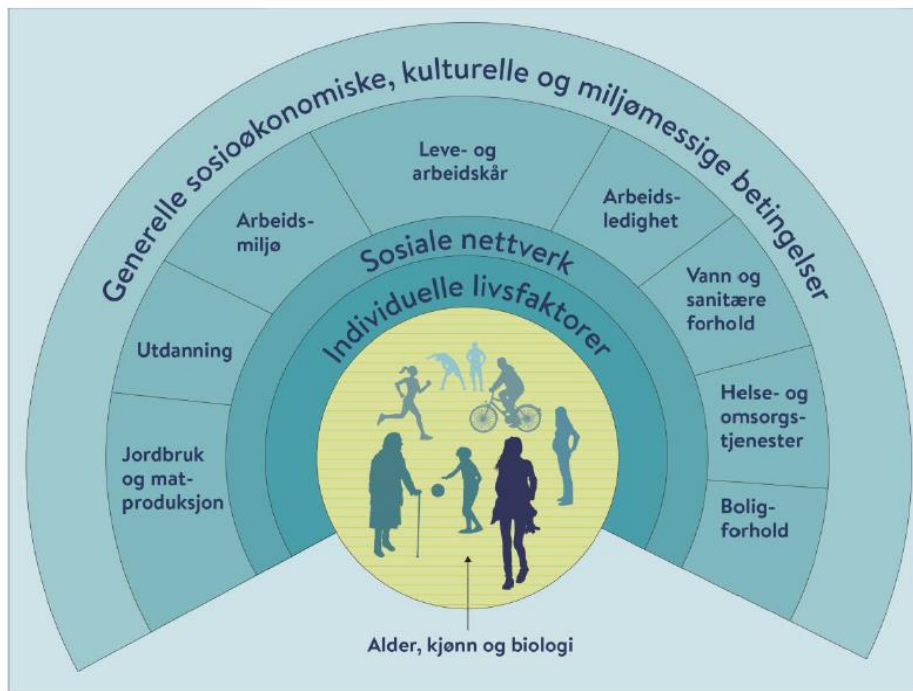 Generelle sosioøkonomiske, kulturelle og miljømessige betingelser
Leve- og
arbeidskår
Arbeids-
miljø
Arbeids-
ledighet
Sosiale nettverk
Vann og
sanitære
forhold
Individuelle livsfaktorer
Utdanning
Helse- og
omsorgs-
tjenester
Jordbruk
og mat-
produksjon
Bolig-
forhold
Alder, kjønn og biologi